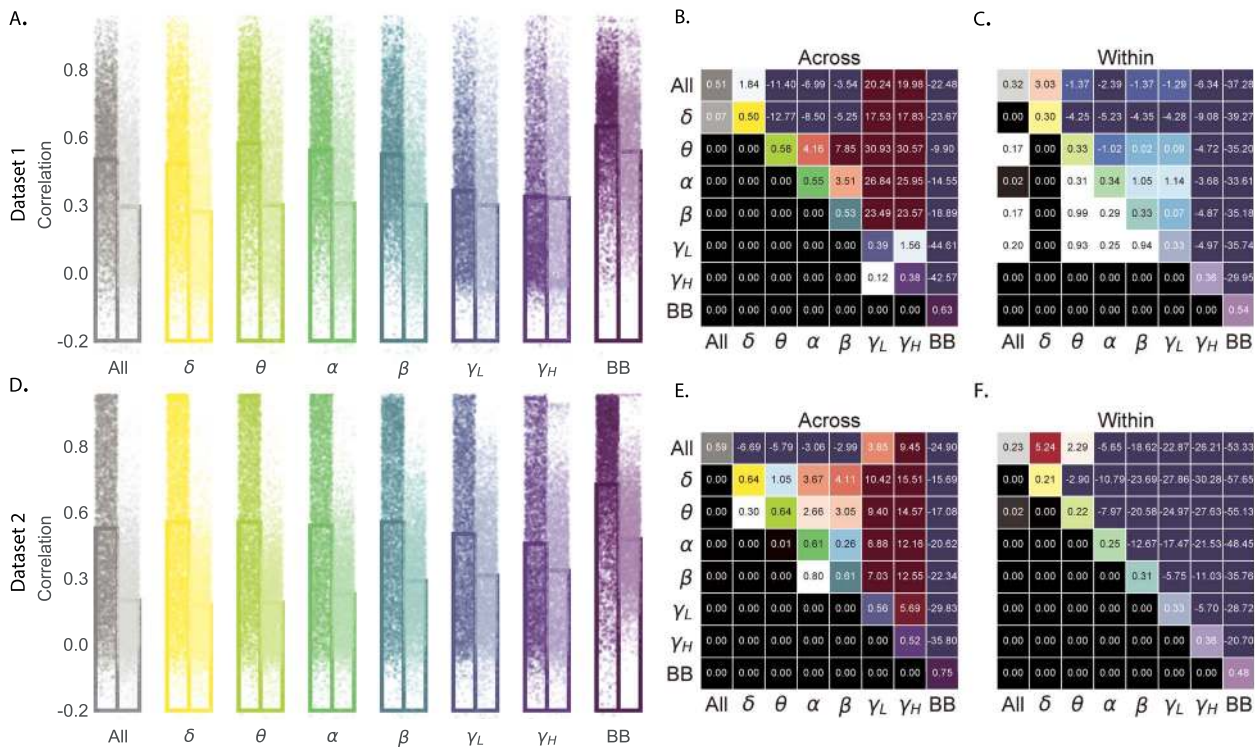 A.
Dataset 1
Correlation
0.8
0.6
0.3
0.0
-0.2
All δ θ α β γL γH BB
B.
Across
All 0.51 1.84 -11.40 -6.99 -3.54 20.24 19.98 -22.48
δ 0.07 0.50 -12.77 -8.50 -5.25 17.53 17.83 -23.67
θ 0.00 0.00 0.58 4.16 7.85 30.93 30.57 -9.90
α 0.00 0.00 0.00 0.55 3.51 26.84 25.95 -14.55
β 0.00 0.00 0.00 0.00 0.53 23.49 23.57 -18.89
γL 0.00 0.00 0.00 0.00 0.00 0.39 1.56 -44.61
γH 0.00 0.00 0.00 0.00 0.00 0.12 0.38 -42.57
BB 0.00 0.00 0.00 0.00 0.00 0.00 0.00 0.63
All δ θ α β γL γH BB
C.
Within
0.32 3.03 -1.37 -2.39 -1.37 -1.29 -6.34 -37.28
0.00 0.30 -4.25 -5.23 -4.35 -4.28 -9.08 -39.27
0.17 0.00 0.33 -1.02 0.02 0.09 -4.72 -35.20
0.02 0.00 0.31 0.34 1.05 1.14 -3.68 -33.61
0.17 0.00 0.99 0.29 0.33 0.07 -4.87 -35.18
0.20 0.00 0.93 0.25 0.94 0.33 -4.97 -35.74
0.00 0.00 0.00 0.00 0.00 0.00 0.36 -29.95
0.00 0.00 0.00 0.00 0.00 0.00 0.00 0.54
All δ θ α β γL γH BB
D.
Dataset 2
Correlation
0.8
0.6
0.3
0.0
-0.2
All δ θ α β γL γH BB
E.
Across
All 0.59 -6.69 -5.79 -3.06 -2.99 3.85 9.45 -24.90
δ 0.00 0.64 1.05 3.67 4.11 10.42 15.51 -15.69
θ 0.00 0.30 0.64 2.66 3.05 9.40 14.57 -17.08
α 0.00 0.00 0.01 0.61 0.26 6.88 12.16 -20.62
β 0.00 0.00 0.00 0.80 0.61 7.03 12.55 -22.34
γL 0.00 0.00 0.00 0.00 0.00 0.56 5.69 -29.83
γH 0.00 0.00 0.00 0.00 0.00 0.00 0.52 -35.80
BB 0.00 0.00 0.00 0.00 0.00 0.00 0.00 0.75
All δ θ α β γL γH BB
F.
Within
0.23 5.24 2.29 -5.65 -18.62 -22.87 -26.21 -53.33
0.00 0.21 -2.90 -10.79 -23.69 -27.86 -30.28 -57.65
0.02 0.00 0.22 -7.97 -20.58 -24.97 -27.63 -55.13
0.00 0.00 0.00 0.25 -12.67 -17.47 -21.53 -48.45
0.00 0.00 0.00 0.00 0.31 -5.75 -11.03 -35.76
0.00 0.00 0.00 0.00 0.00 0.33 -5.70 -28.72
0.00 0.00 0.00 0.00 0.00 0.00 0.36 -20.70
0.00 0.00 0.00 0.00 0.00 0.00 0.00 0.48
All δ θ α β γL γH BB